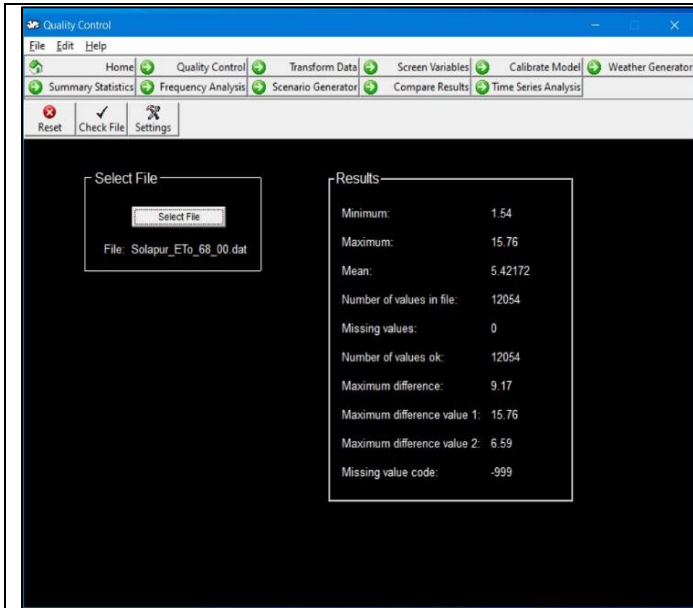 Quality Control
File Edit Help
Home Quality Control Transform Data Screen Variables Calibrate Model Weather Generator
Summary Statistics Frequency Analysis Scenario Generator Compare Results Time Series Analysis
Reset Check File Settings
Select File
Select File
File: Solapur_ETo_68_00.dat
Results
Minimum: 1.54
Maximum: 15.76
Mean: 5.42172
Number of values in file: 12054
Missing values: 0
Number of values ok: 12054
Maximum difference: 9.17
Maximum difference value 1: 15.76
Maximum difference value 2: 6.59
Missing value code: -999